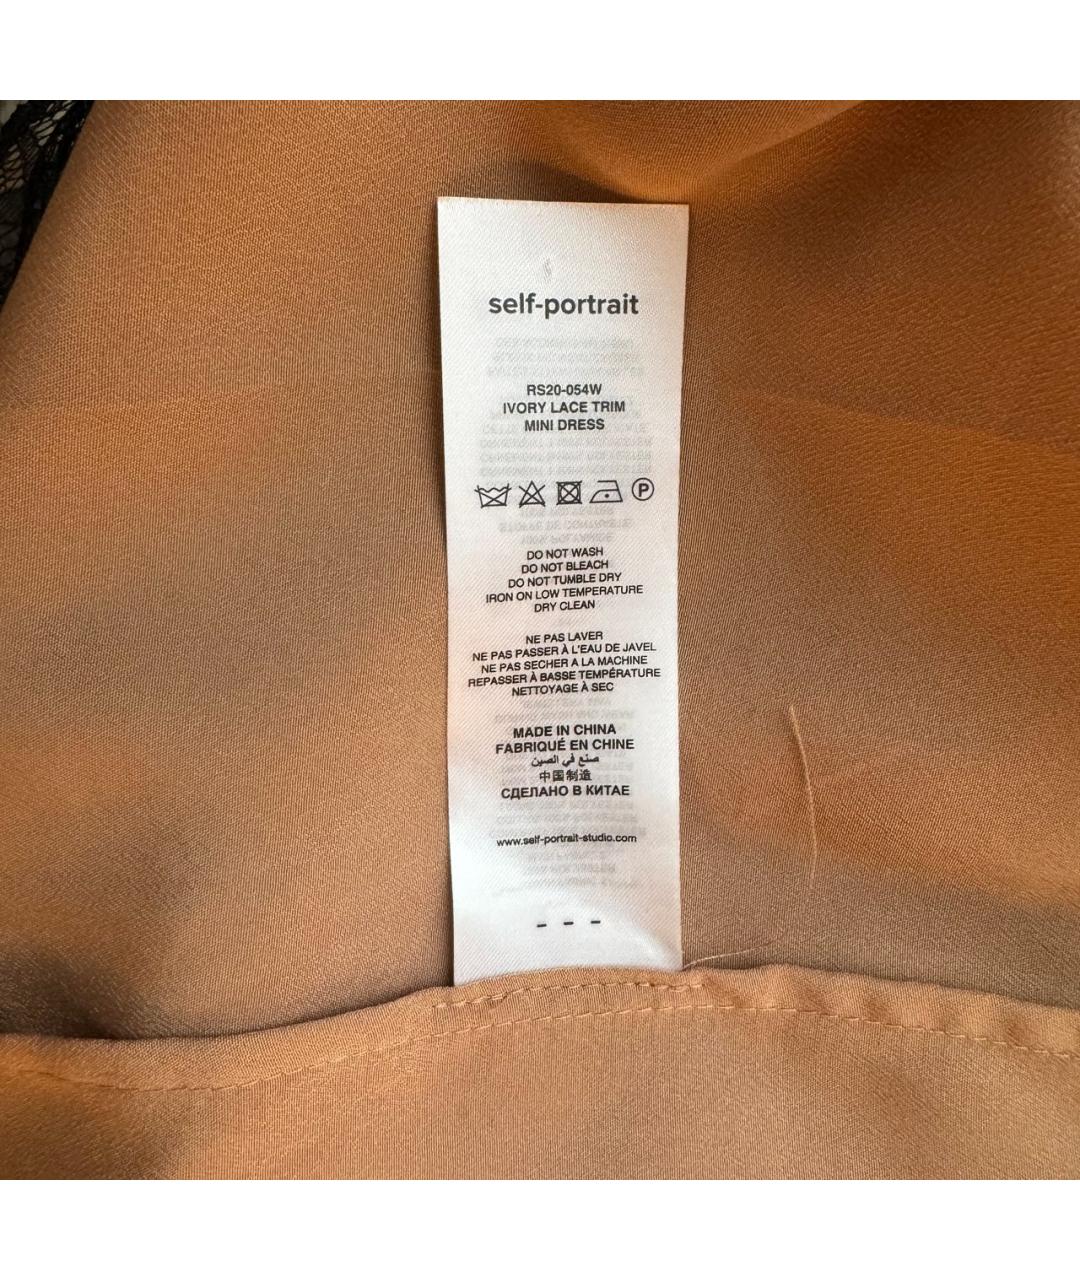 self-portrait
RS20-054W
IVORY LACE TRIM
MINI DRESS
P
DO NOT WASH
DO NOT BLEACH
DO NOT TUMBLE DRY
IRON ON LOW TEMPERATURE
DRY CLEAN
NE PAS LAVER
NE PAS PASSER À L'EAU DE JAVEL
NE PAS SECHER A LA MACHINE
REPASSER À BASSE TEMPÉRATURE
NETTOYAGE À SEC
MADE IN CHINA
FABRIQUÉ EN CHINE
صنع في الصين
中国制造
СДЕЛАНО В КИТАЕ
www.self-portrait-studio.com
- - -